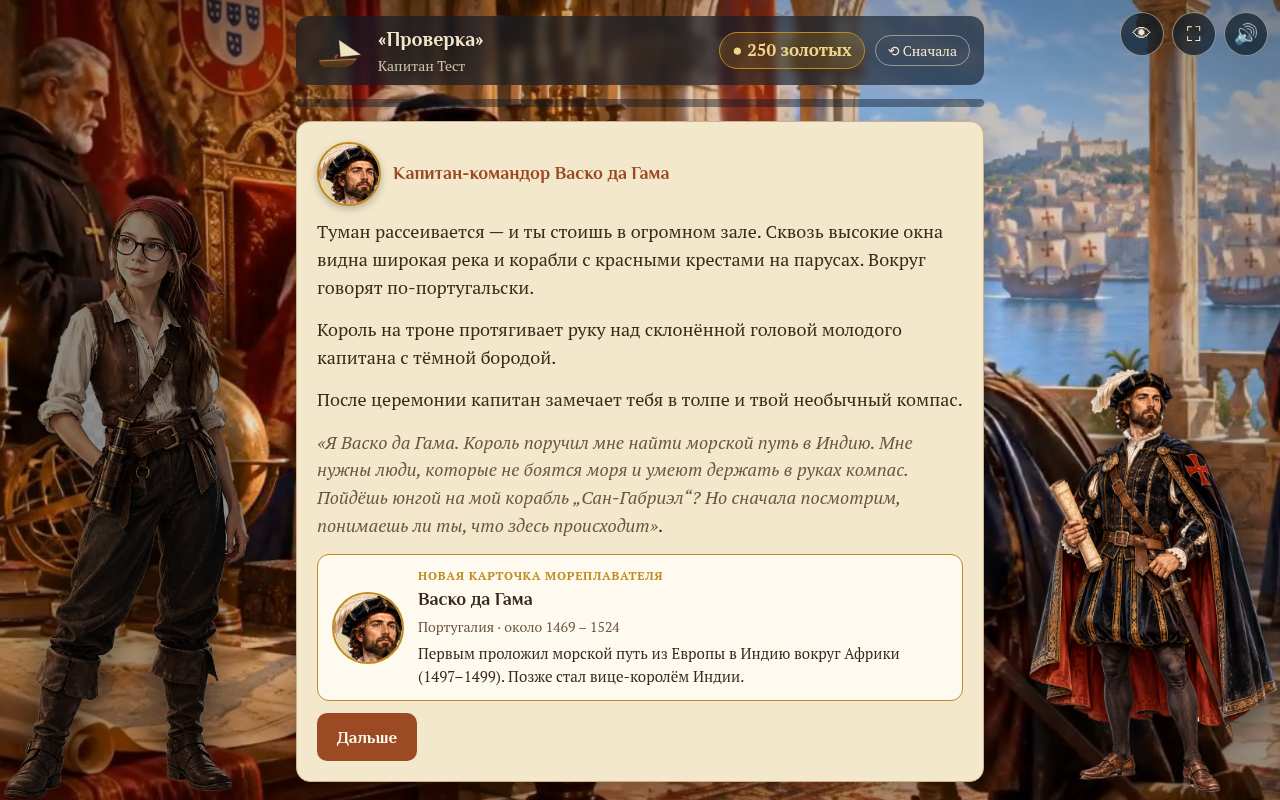 «Проверка»
Капитан Тест
● 250 золотых
⟲ Сначала
Капитан-командор Васко да Гама
Туман рассеивается — и ты стоишь в огромном зале. Сквозь высокие окна
видна широкая река и корабли с красными крестами на парусах. Вокруг
говорят по-португальски.
Король на троне протягивает руку над склонённой головой молодого
капитана с тёмной бородой.
После церемонии капитан замечает тебя в толпе и твой необычный компас.
«Я Васко да Гама. Король поручил мне найти морской путь в Индию. Мне
нужны люди, которые не боятся моря и умеют держать в руках компас.
Пойдёшь юнгой на мой корабль „Сан-Габриэл“? Но сначала посмотрим,
понимаешь ли ты, что здесь происходит».
НОВАЯ КАРТОЧКА МОРЕПЛАВАТЕЛЯ
Васко да Гама
Португалия · около 1469 – 1524
Первым проложил морской путь из Европы в Индию вокруг Африки
(1497–1499). Позже стал вице-королём Индии.
Дальше